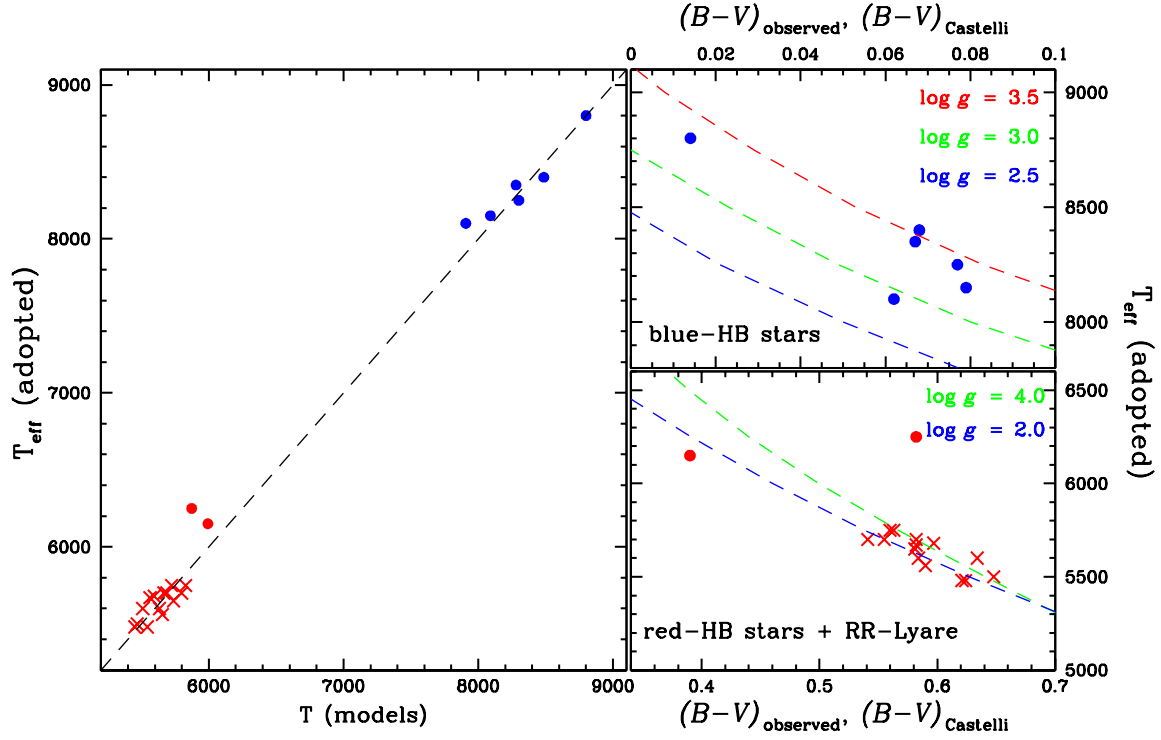 (B−V)observed, (B−V)Castelli
0 0.02 0.04 0.06 0.08 0.1
9000
8000
7000
6000
Teff (adopted)
6000 7000 8000 9000
T (models)
log g = 3.5
log g = 3.0
log g = 2.5
blue−HB stars
9000
8500
8000
Teff (adopted)
log g = 4.0
log g = 2.0
red−HB stars + RR−Lyare
6500
6000
5500
5000
0.4 0.5 0.6 0.7
(B−V)observed, (B−V)Castelli